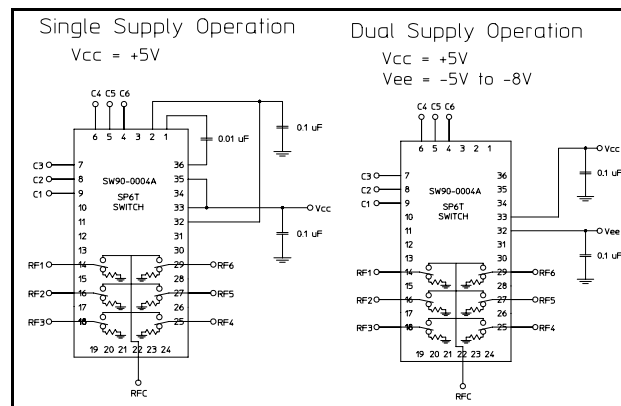 Single Supply Operation
Vcc = +5V
C4 C5 C6
6 5 4 3 2 1
0.01 uF
0.1 uF
C3 7 36
C2 8 SW90-0004A 35
C1 9 SP6T 34
10 SWITCH 33 Vcc
11 32
12 31
0.1 uF
13 30
RF1 14 29 RF6
15 28
RF2 16 27 RF5
17 26
RF3 18 25 RF4
19 20 21 22 23 24
RFC
Dual Supply Operation
Vcc = +5V
Vee = -5V to -8V
C4 C5 C6
6 5 4 3 2 1
Vcc
C3 7 36
0.1 uF
C2 8 SW90-0004A 35
C1 9 SP6T 34
10 SWITCH 33
11 32 Vee
12 31
0.1 uF
13 30
RF1 14 29 RF6
15 28
RF2 16 27 RF5
17 26
RF3 18 25 RF4
19 20 21 22 23 24
RFC